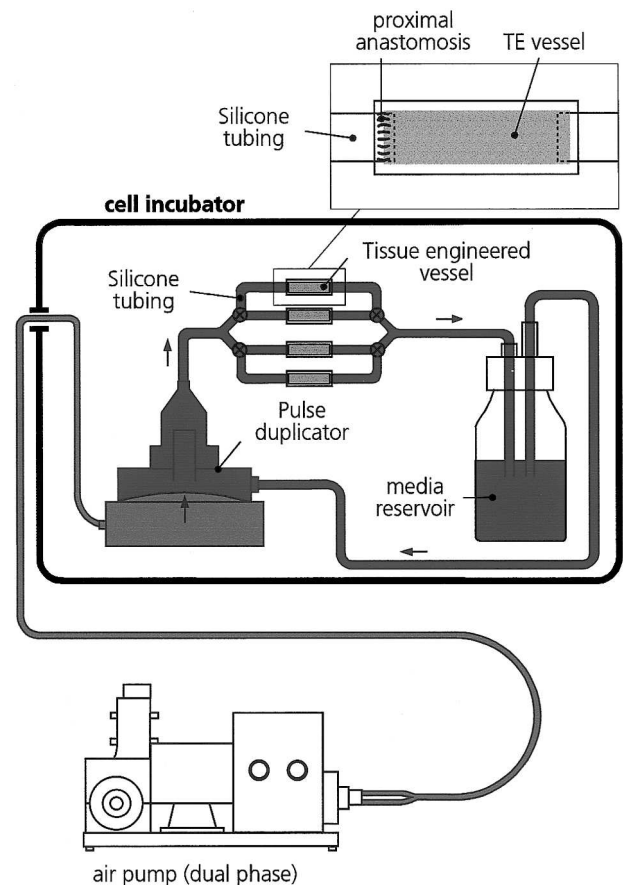 proximal
anastomosis
TE vessel
Silicone
tubing
cell incubator
Tissue engineered
vessel
Silicone
tubing
Pulse
duplicator
media
reservoir
air pump (dual phase)